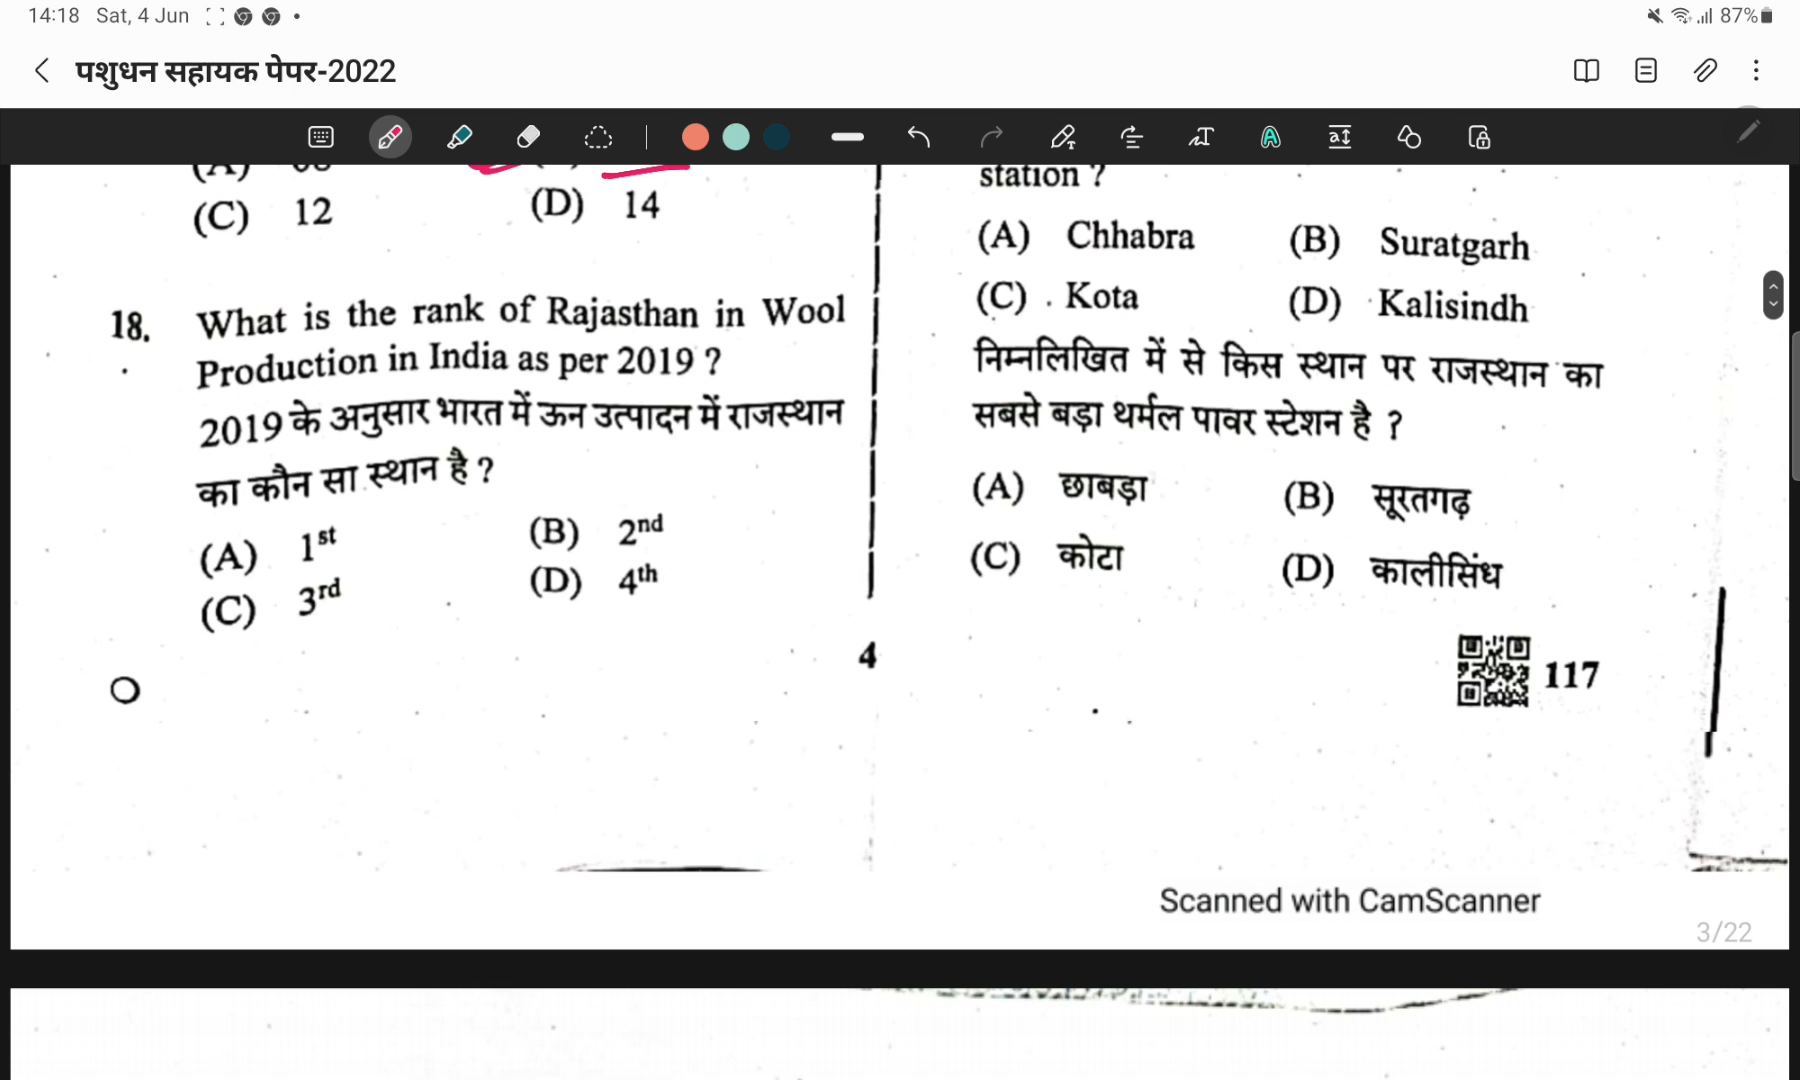 14:18 Sat, 4 Jun
87%
पशुधन सहायक पेपर-2022
(C) 12 (D) 14
18. What is the rank of Rajasthan in Wool
Production in India as per 2019 ?
2019 के अनुसार भारत में ऊन उत्पादन में राजस्थान
का कौन सा स्थान है ?
(A) 1st (B) 2nd
(C) 3rd (D) 4th
station ?
(A) Chhabra (B) Suratgarh
(C) . Kota (D) Kalisindh
निम्नलिखित में से किस स्थान पर राजस्थान का
सबसे बड़ा थर्मल पावर स्टेशन है ?
(A) छाबड़ा (B) सूरतगढ़
(C) कोटा (D) कालीसिंध
4
117
Scanned with CamScanner
3/22